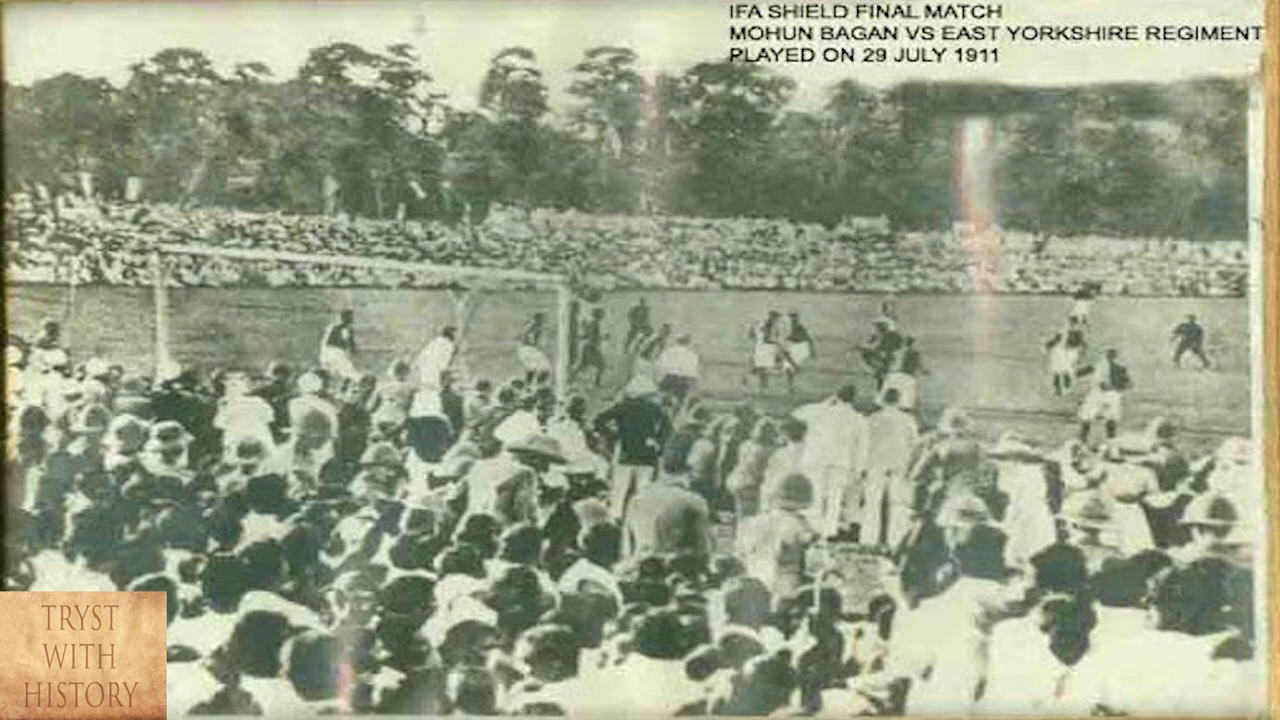 IFA SHIELD FINAL MATCH
MOHUN BAGAN VS EAST YORKSHIRE REGIMENT
PLAYED ON 29 JULY 1911
TRYST
WITH
HISTORY